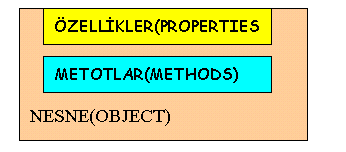 ÖZELLİKLER(PROPERTIES
METOTLAR(METHODS)
NESNE(OBJECT)